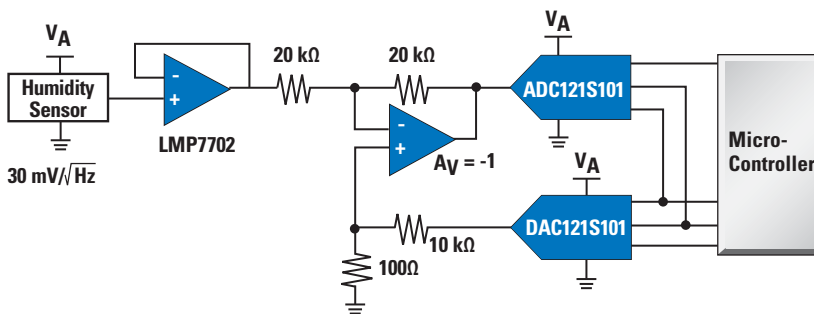 VA
Humidity
Sensor
30 mV/√Hz
-
+
LMP7702
20 kΩ
20 kΩ
-
+
AV = -1
VA
ADC121S101
VA
DAC121S101
10 kΩ
100Ω
Micro-
Controller